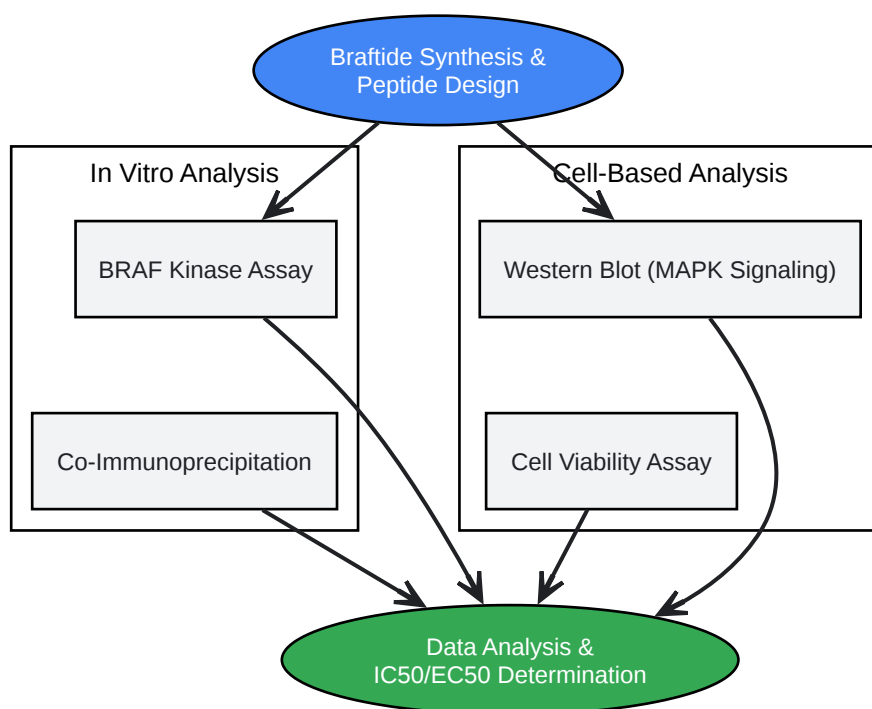 Braftide Synthesis &
Peptide Design
In Vitro Analysis
Cell-Based Analysis
BRAF Kinase Assay
Western Blot (MAPK Signaling)
Co-Immunoprecipitation
Cell Viability Assay
Data Analysis &
IC50/EC50 Determination